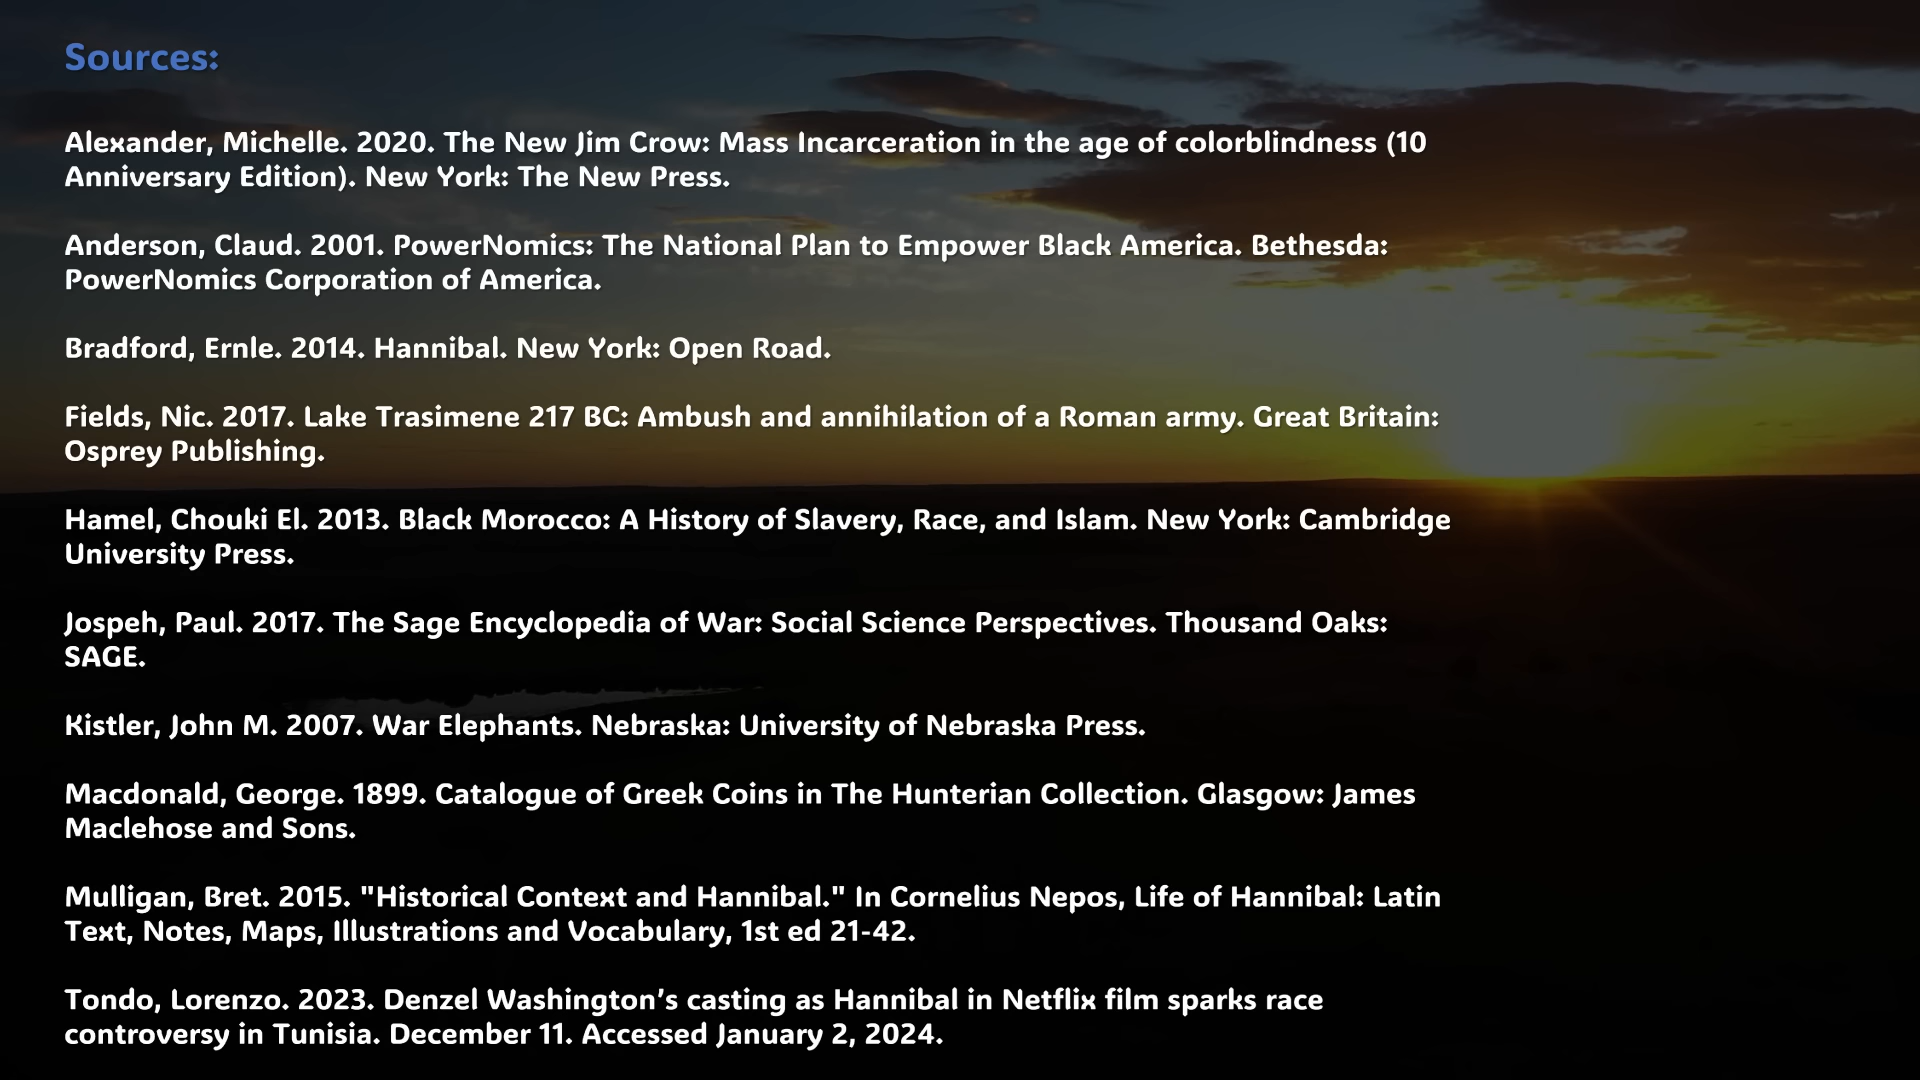 Sources:
Alexander, Michelle. 2020. The New Jim Crow: Mass Incarceration in the age of colorblindness (10
Anniversary Edition). New York: The New Press.
Anderson, Claud. 2001. PowerNomics: The National Plan to Empower Black America. Bethesda:
PowerNomics Corporation of America.
Bradford, Ernle. 2014. Hannibal. New York: Open Road.
Fields, Nic. 2017. Lake Trasimene 217 BC: Ambush and annihilation of a Roman army. Great Britain:
Osprey Publishing.
Hamel, Chouki El. 2013. Black Morocco: A History of Slavery, Race, and Islam. New York: Cambridge
University Press.
Jospeh, Paul. 2017. The Sage Encyclopedia of War: Social Science Perspectives. Thousand Oaks:
SAGE.
Kistler, John M. 2007. War Elephants. Nebraska: University of Nebraska Press.
Macdonald, George. 1899. Catalogue of Greek Coins in The Hunterian Collection. Glasgow: James
Maclehose and Sons.
Mulligan, Bret. 2015. "Historical Context and Hannibal." In Cornelius Nepos, Life of Hannibal: Latin
Text, Notes, Maps, Illustrations and Vocabulary, 1st ed 21-42.
Tondo, Lorenzo. 2023. Denzel Washington's casting as Hannibal in Netflix film sparks race
controversy in Tunisia. December 11. Accessed January 2, 2024.